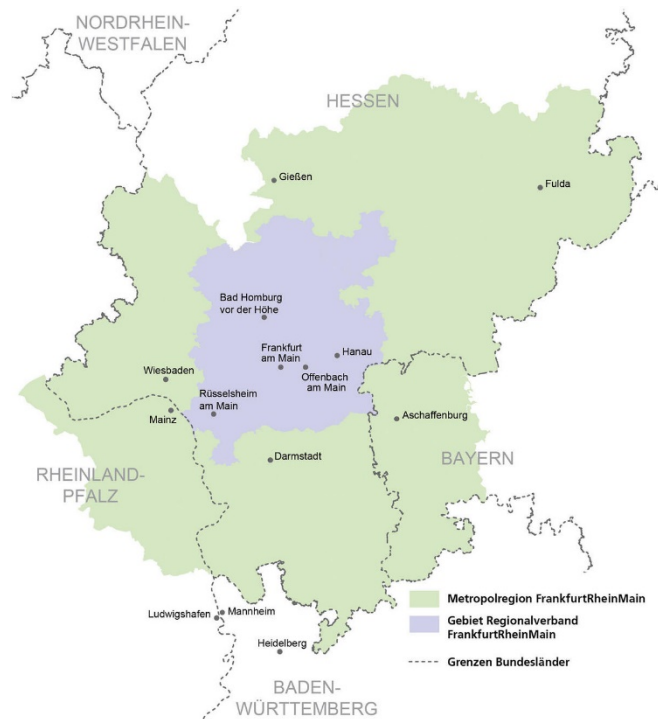 NORDRHEIN-
WESTFALEN
HESSEN
Gießen
Fulda
Bad Homburg
vor der Höhe
Frankfurt
am Main
Hanau
Offenbach
am Main
Wiesbaden
Rüsselsheim
am Main
Mainz
Aschaffenburg
Darmstadt
RHEINLAND-
PFALZ
BAYERN
Ludwigshafen
Mannheim
Heidelberg
BADEN-
WÜRTTEMBERG
Metropolregion FrankfurtRheinMain
Gebiet Regionalverband
FrankfurtRheinMain
Grenzen Bundesländer